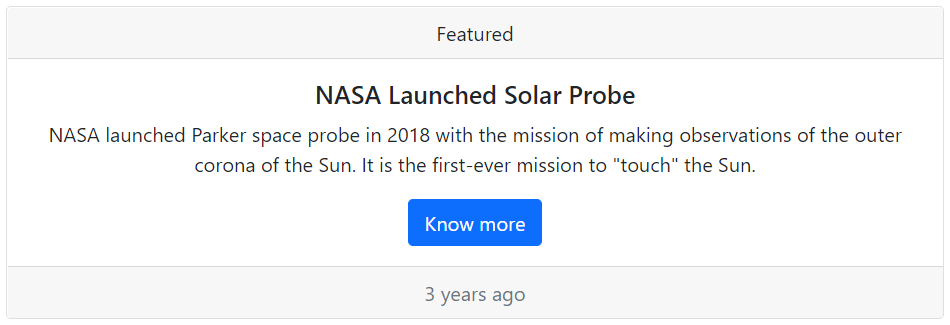 Featured
NASA Launched Solar Probe
NASA launched Parker space probe in 2018 with the mission of making observations of the outer
corona of the Sun. It is the first-ever mission to "touch" the Sun.
Know more
3 years ago